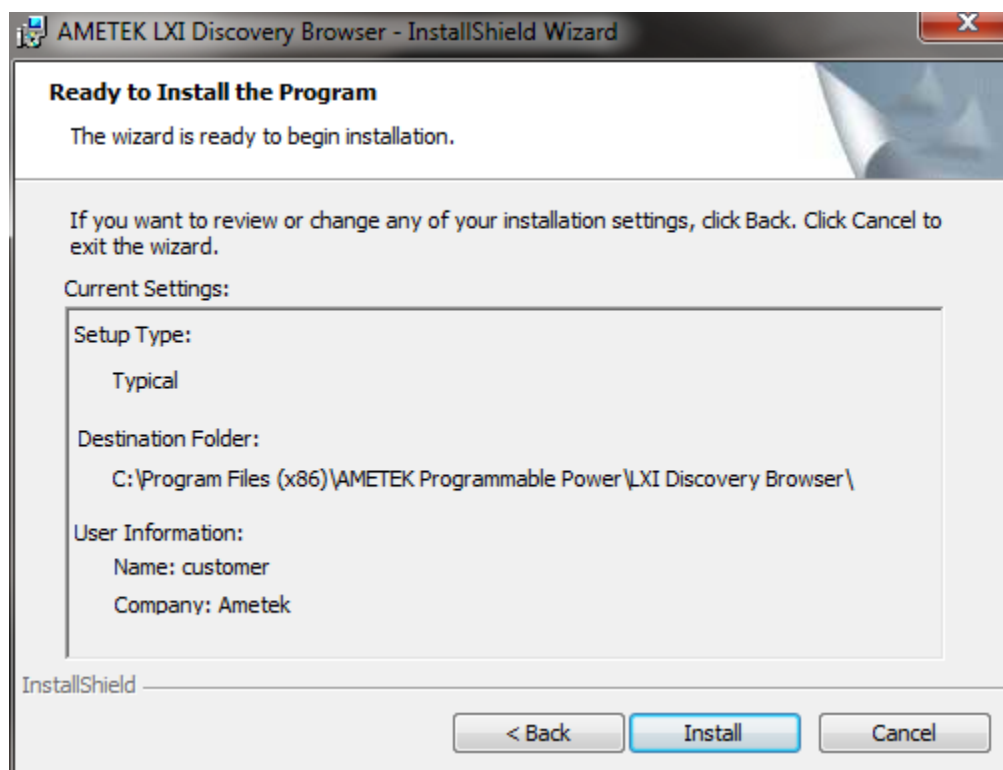 AMETEK LXI Discovery Browser - InstallShield Wizard
Ready to Install the Program
The wizard is ready to begin installation.
If you want to review or change any of your installation settings, click Back. Click Cancel to
exit the wizard.
Current Settings:
Setup Type:
Typical
Destination Folder:
C:\Program Files (x86)\AMETEK Programmable Power\LXI Discovery Browser\
User Information:
Name: customer
Company: Ametek
InstallShield
< Back Install Cancel